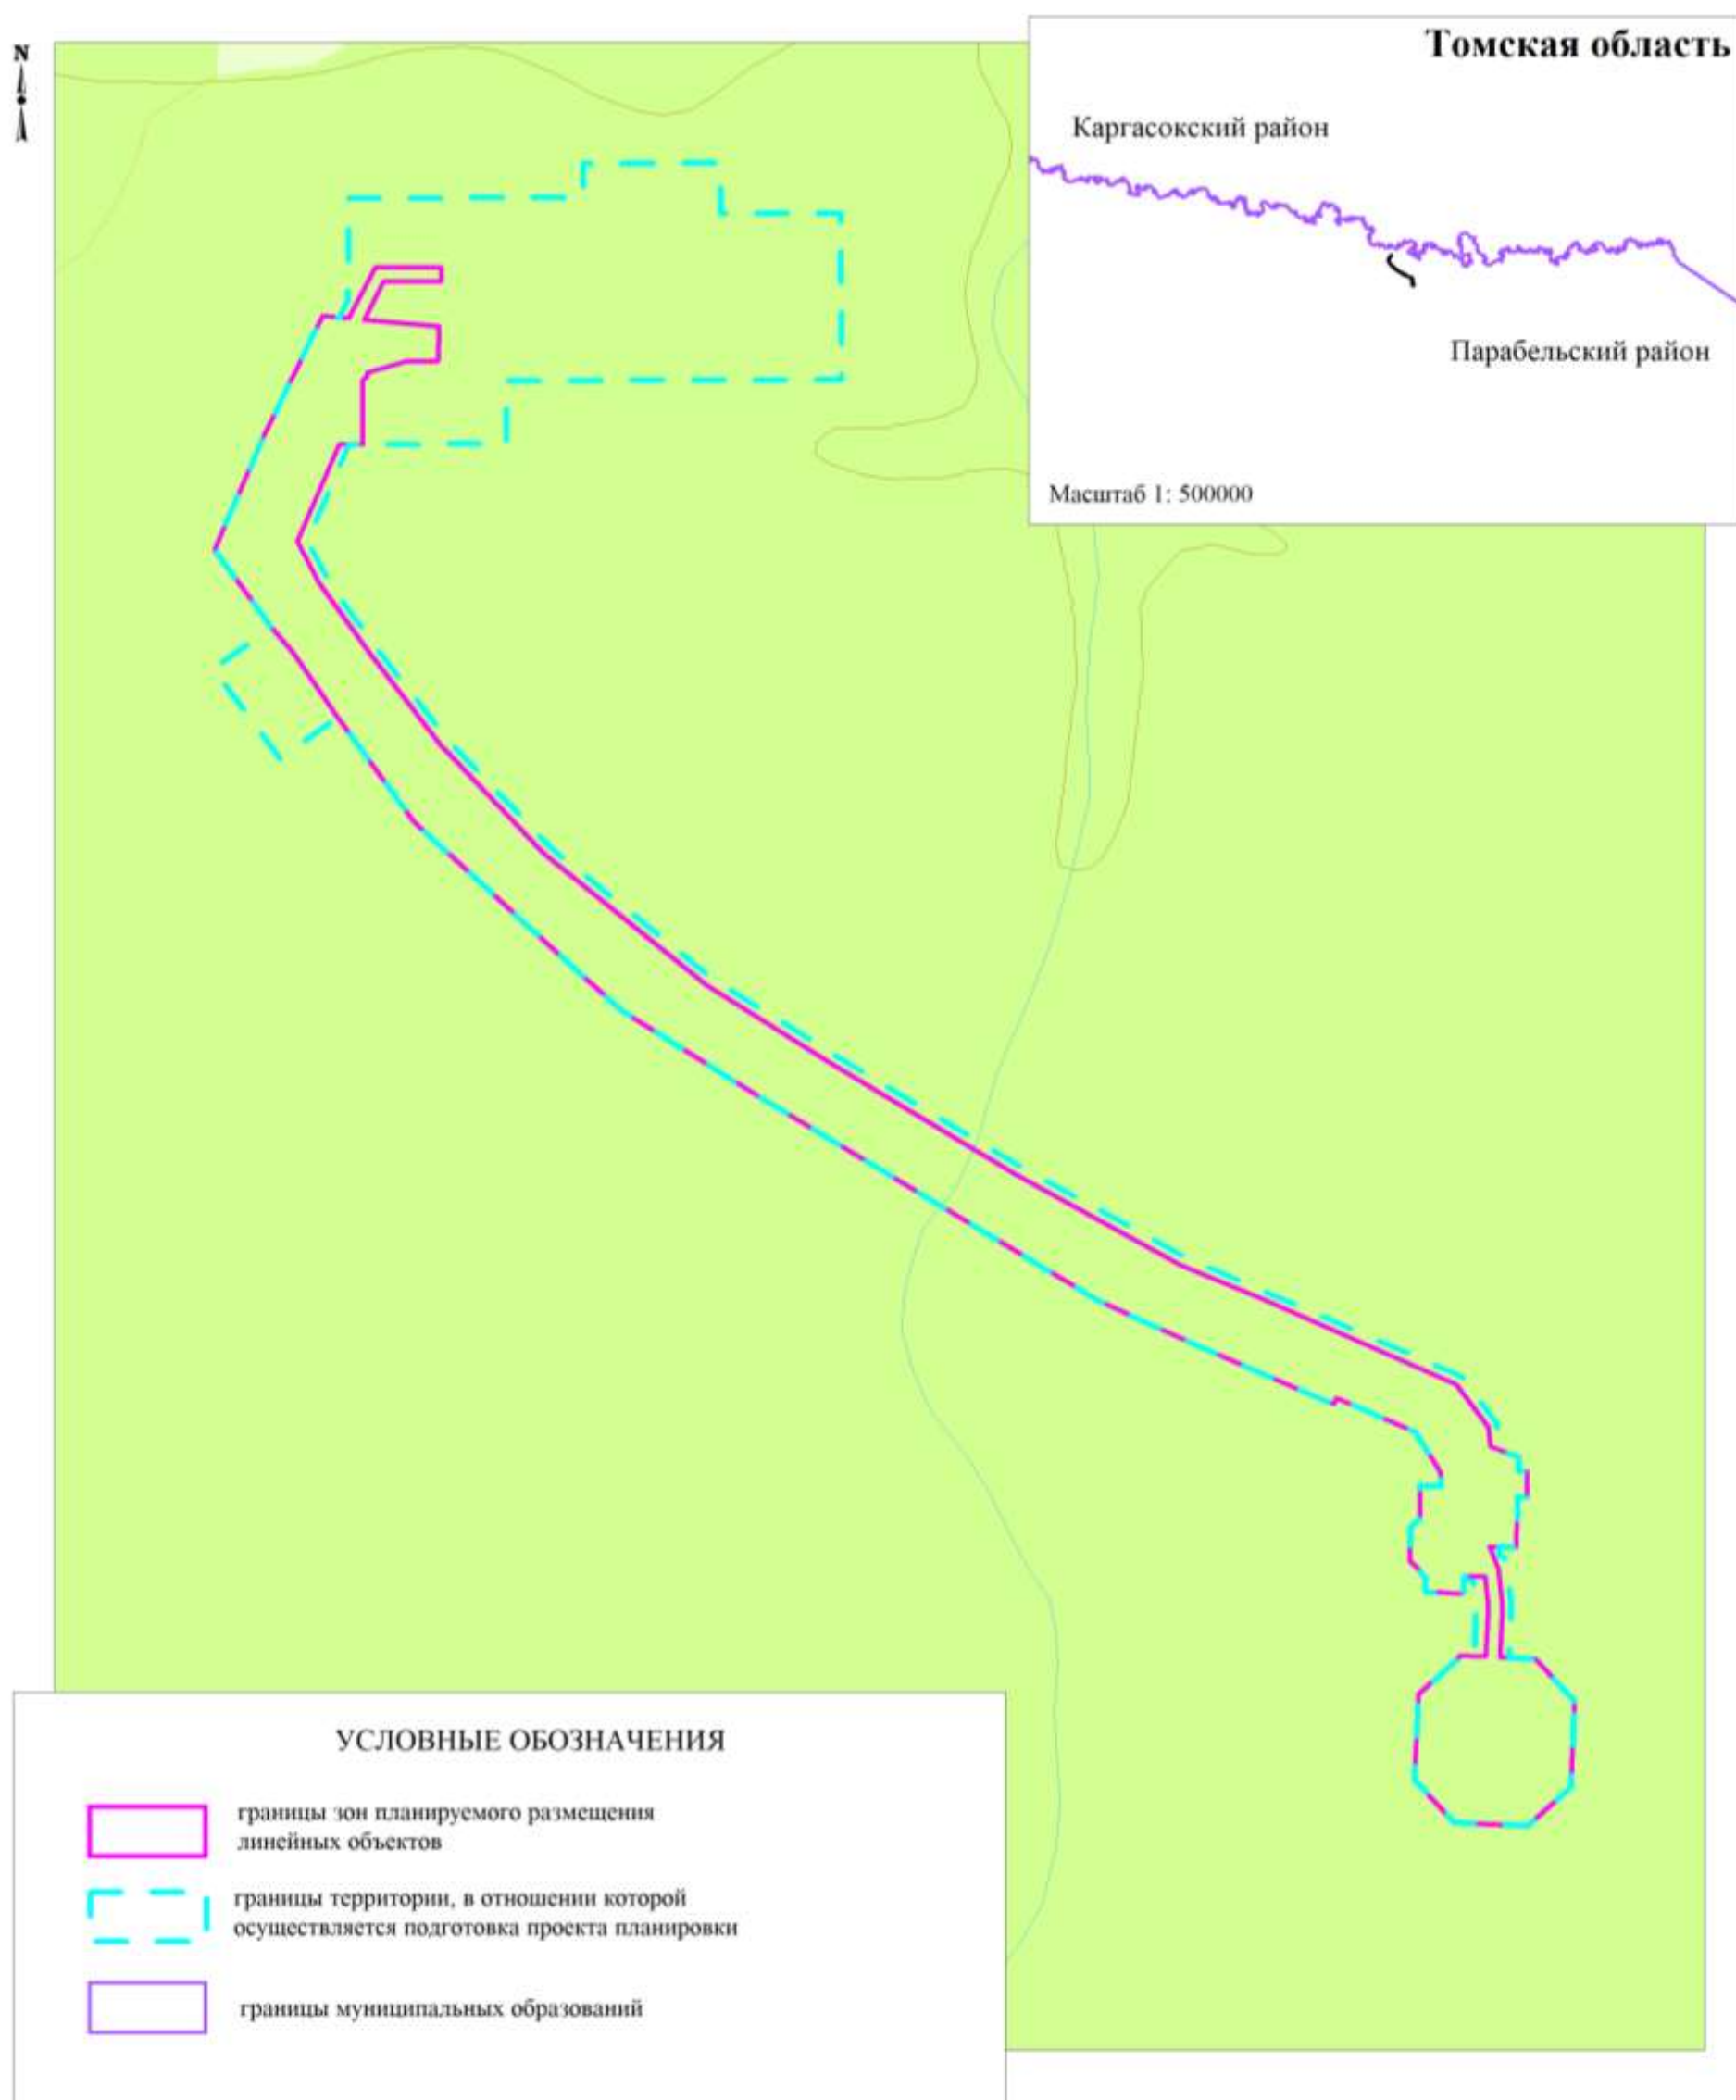 N
Томская область
Каргасокский район
Парабельский район
Масштаб 1: 500000
УСЛОВНЫЕ ОБОЗНАЧЕНИЯ
границы зон планируемого размещения
линейных объектов
границы территории, в отношении которой
осуществляется подготовка проекта планировки
границы муниципальных образований